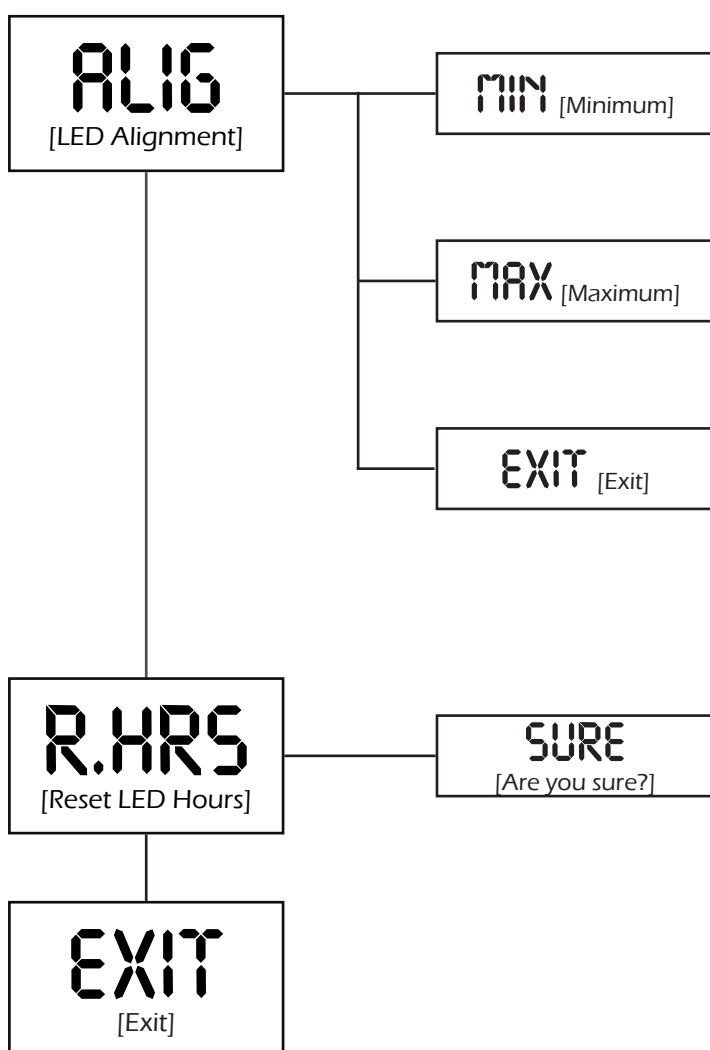 ALIG
[LED Alignment]
MIN [Minimum]
MAX [Maximum]
EXIT [Exit]
R.HRS
[Reset LED Hours]
SURE
[Are you sure?]
EXIT
[Exit]